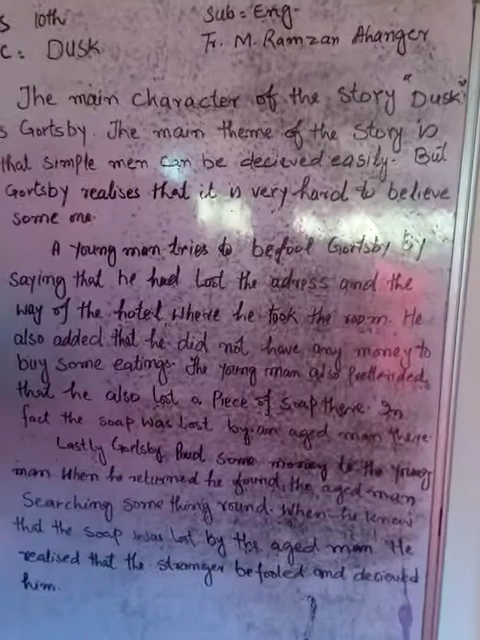 s 10th Sub = Eng.
c: DUSK Tr. M. Ramzan Ahanger
The main character of the story "Dusk"
s Gortsby. The main theme of the story is
that simple men can be decieved easily. But
Gortsby realises that it is very hard to believe
some one.
A young man tries to befool Gortsby by
saying that he had lost the adress and the
way of the hotel where he took the room. He
also added that he did not have any money to
buy some eatings. The young man also prettended
that he also lost a piece of soap there. In
fact the soap was lost by an aged man there.
Lastly Gortsby Paid some money to the young
man when he returned he found, the aged man
Searching some thing round. When he knew
that the soap was lost by the aged man. He
realised that the stranger befooled and decieved
him.